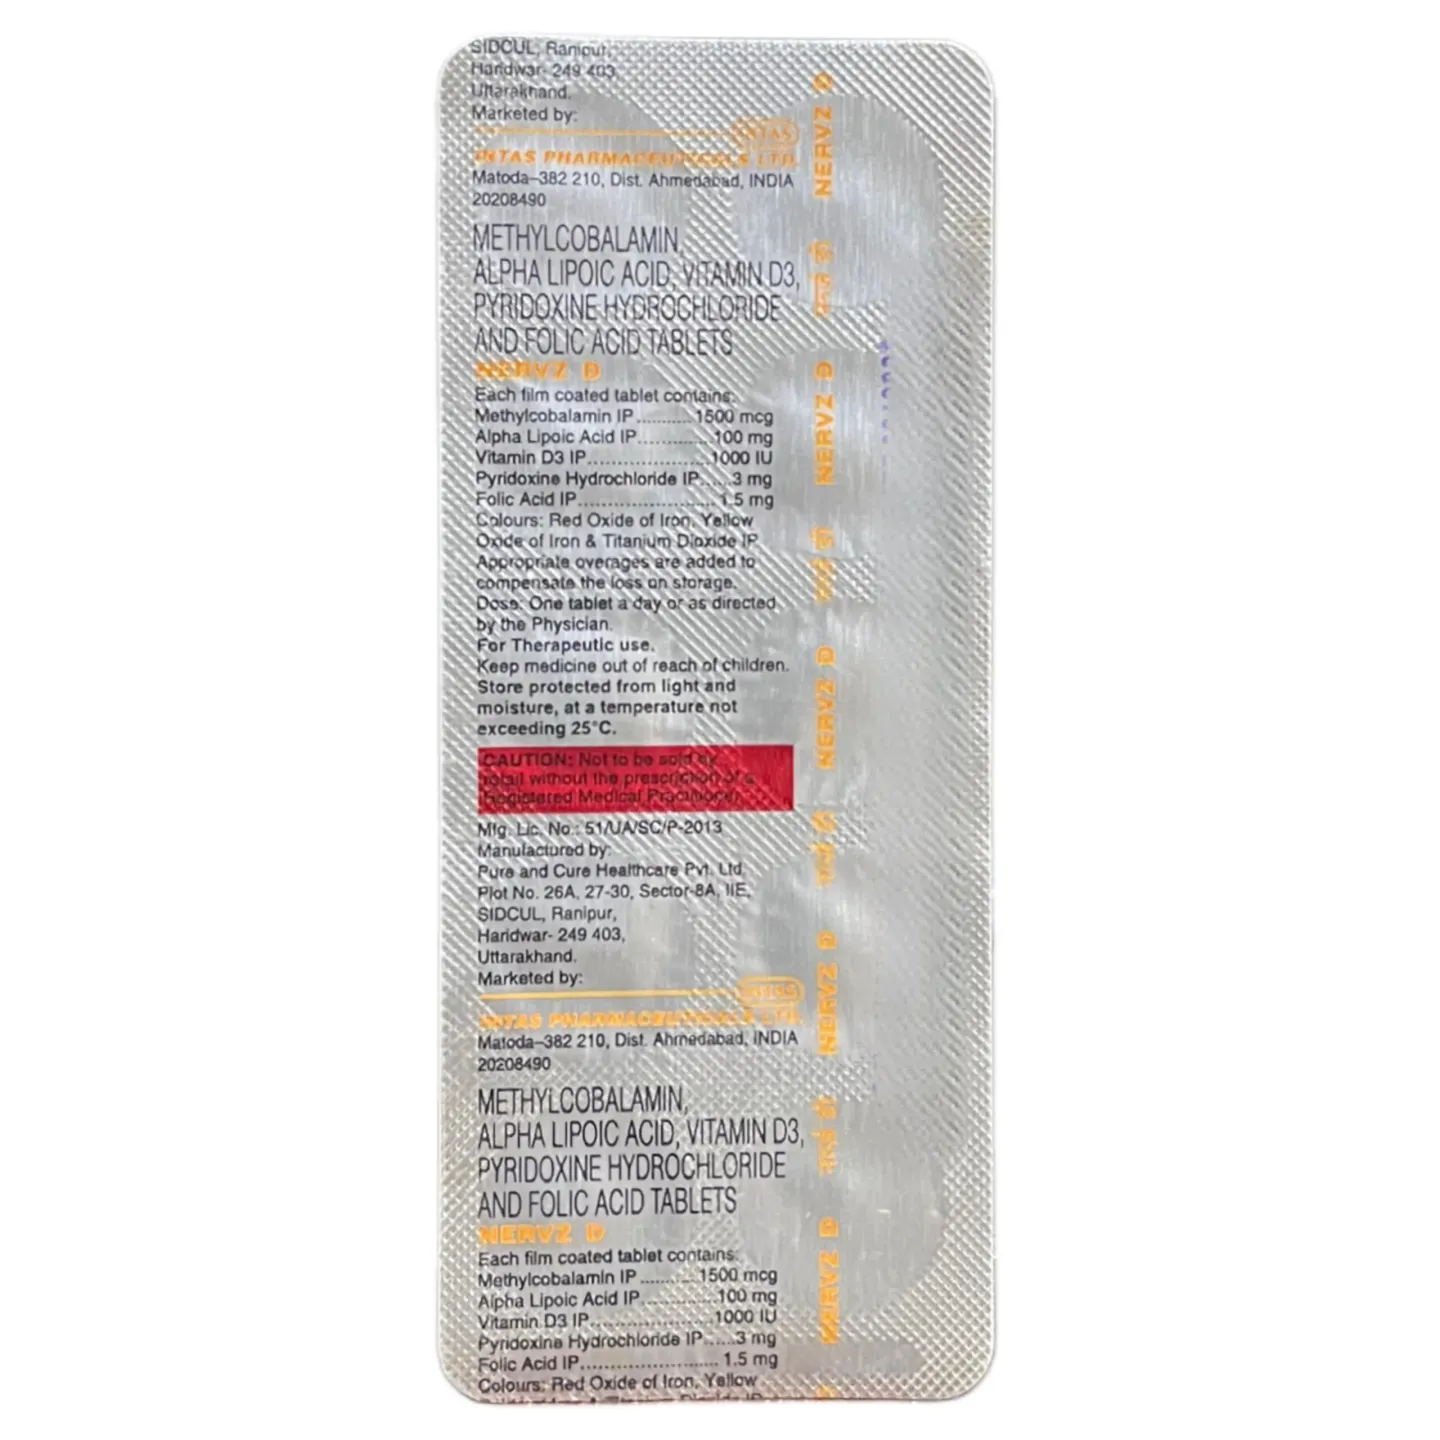 SIDCUL, Ranipur,
Haridwar- 249 403,
Uttarakhand.
Marketed by:
INTAS
INTAS PHARMACEUTICALS LTD.
Matoda–382 210, Dist. Ahmedabad, INDIA
20208490
METHYLCOBALAMIN,
ALPHA LIPOIC ACID, VITAMIN D3,
PYRIDOXINE HYDROCHLORIDE
AND FOLIC ACID TABLETS
NERVZ D
Each film coated tablet contains:
Methylcobalamin IP ..........1500 mcg
Alpha Lipoic Acid IP.............100 mg
Vitamin D3 IP.....................1000 IU
Pyridoxine Hydrochloride IP......3 mg
Folic Acid IP....................... 1.5 mg
Colours: Red Oxide of Iron, Yellow
Oxide of Iron & Titanium Dioxide IP
Appropriate overages are added to
compensate the loss on storage.
Dose: One tablet a day or as directed
by the Physician.
For Therapeutic use.
Keep medicine out of reach of children.
Store protected from light and
moisture, at a temperature not
exceeding 25°C.
CAUTION: Not to be sold by
retail without the prescription of a
Registered Medical Practitioner.
Mfg. Lic. No.: 51/UA/SC/P-2013
Manufactured by:
Pure and Cure Healthcare Pvt. Ltd.
Plot No. 26A, 27-30, Sector-8A, IIE,
SIDCUL, Ranipur,
Haridwar- 249 403,
Uttarakhand.
Marketed by:
INTAS
INTAS PHARMACEUTICALS LTD.
Matoda–382 210, Dist. Ahmedabad, INDIA
20208490
METHYLCOBALAMIN,
ALPHA LIPOIC ACID, VITAMIN D3,
PYRIDOXINE HYDROCHLORIDE
AND FOLIC ACID TABLETS
NERVZ D
Each film coated tablet contains:
Methylcobalamin IP ..........1500 mcg
Alpha Lipoic Acid IP.............100 mg
Vitamin D3 IP.....................1000 IU
Pyridoxine Hydrochloride IP......3 mg
Folic Acid IP....................... 1.5 mg
Colours: Red Oxide of Iron, Yellow
NERVZ D
NERVZ D
NERVZ D
NERVZ D
NERVZ D